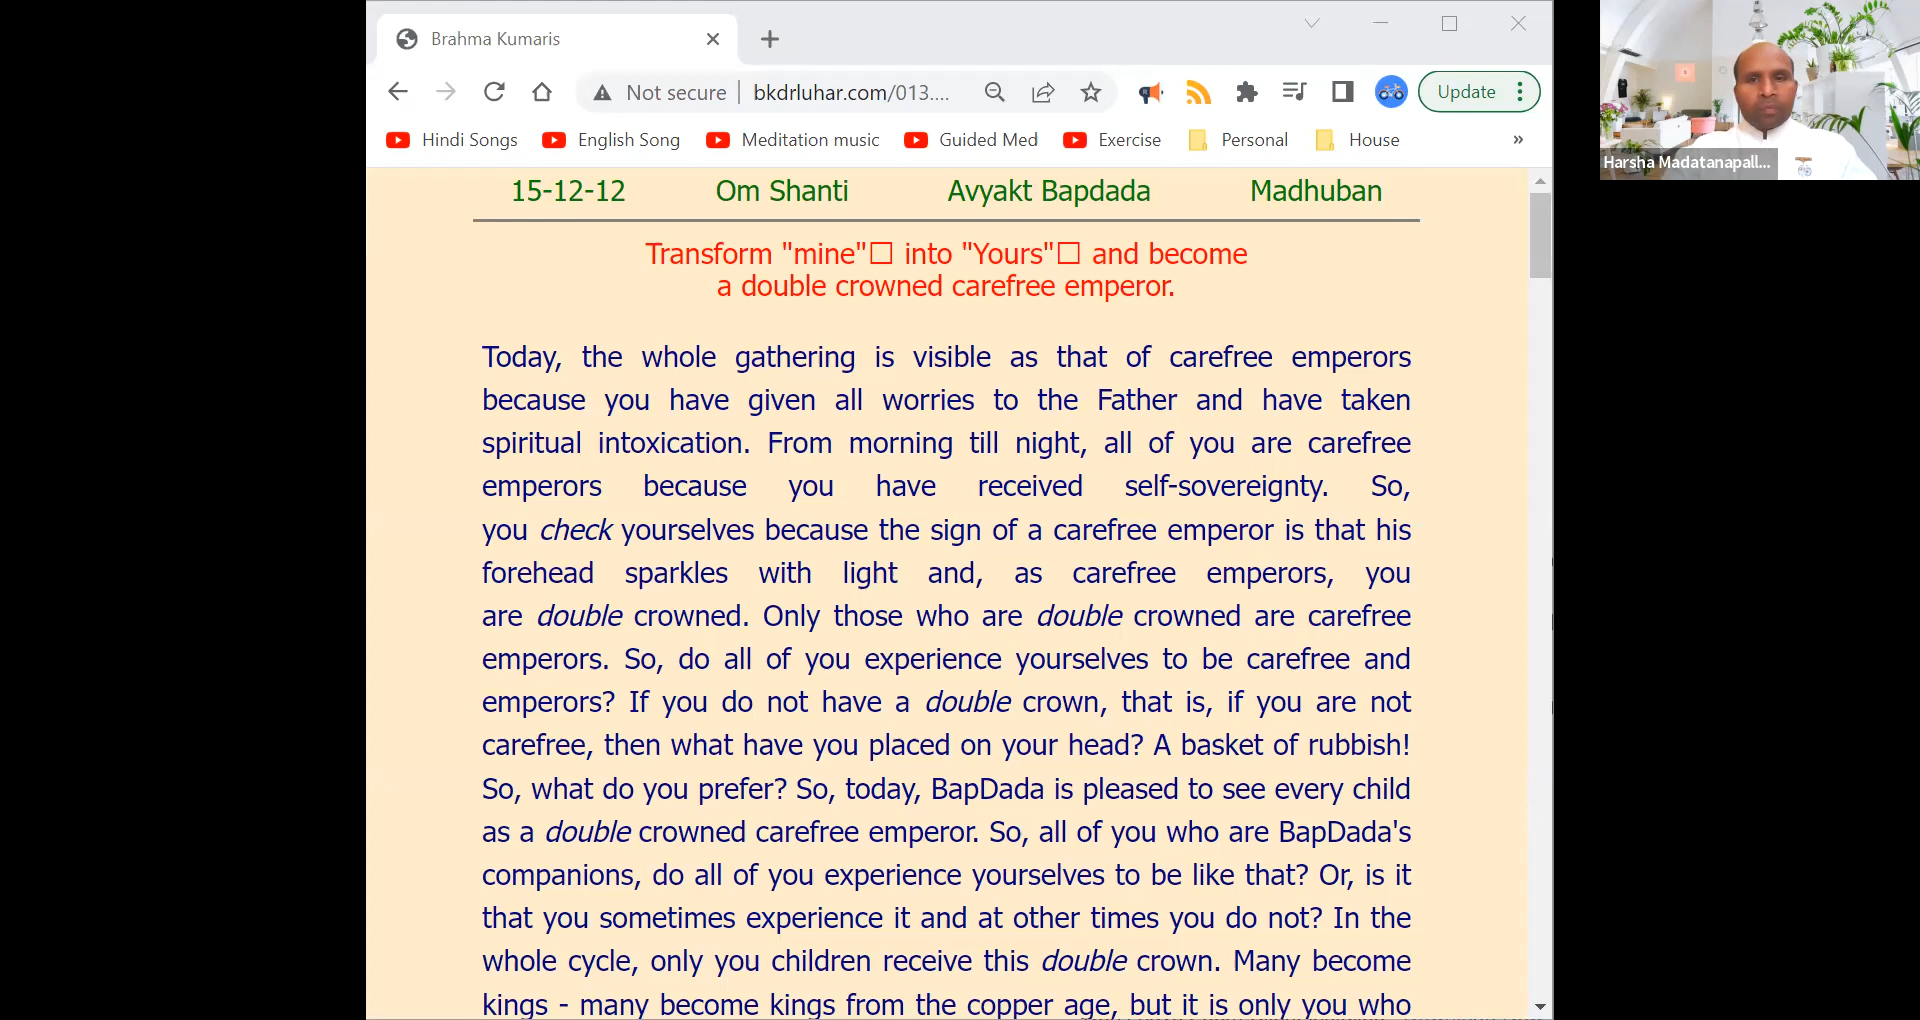 Brahma Kumaris
Not secure | bkdrluhar.com/013....
Update
Hindi Songs English Song Meditation music Guided Med Exercise Personal House »
Harsha Madatanapall...
15-12-12 Om Shanti Avyakt Bapdada Madhuban
Transform "mine"□ into "Yours"□ and become
a double crowned carefree emperor.
Today, the whole gathering is visible as that of carefree emperors
because you have given all worries to the Father and have taken
spiritual intoxication. From morning till night, all of you are carefree
emperors because you have received self-sovereignty. So,
you check yourselves because the sign of a carefree emperor is that his
forehead sparkles with light and, as carefree emperors, you
are double crowned. Only those who are double crowned are carefree
emperors. So, do all of you experience yourselves to be carefree and
emperors? If you do not have a double crown, that is, if you are not
carefree, then what have you placed on your head? A basket of rubbish!
So, what do you prefer? So, today, BapDada is pleased to see every child
as a double crowned carefree emperor. So, all of you who are BapDada's
companions, do all of you experience yourselves to be like that? Or, is it
that you sometimes experience it and at other times you do not? In the
whole cycle, only you children receive this double crown. Many become
kings - many become kings from the copper age, but it is only you who